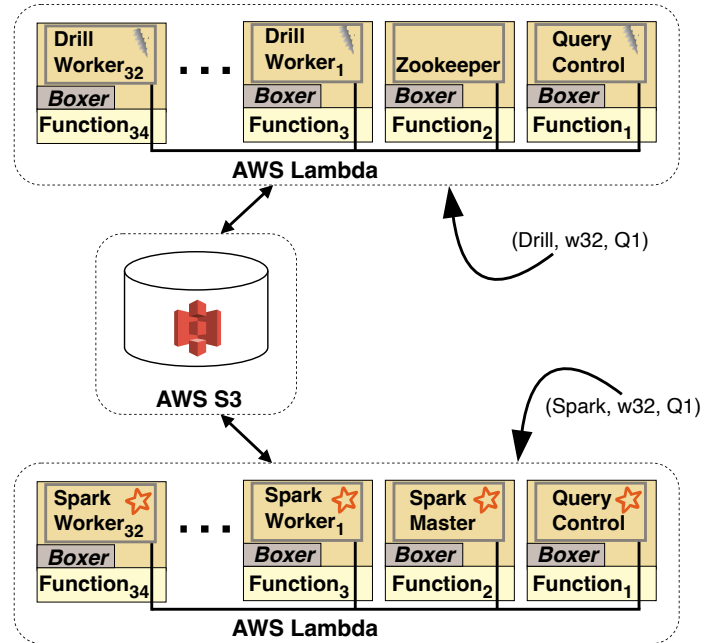 Drill
Worker32
. . .
Drill
Worker1
Zookeeper
Query
Control
Boxer
Boxer
Boxer
Boxer
Function34
Function3
Function2
Function1
AWS Lambda
(Drill, w32, Q1)
AWS S3
(Spark, w32, Q1)
Spark
Worker32
. . .
Spark
Worker1
Spark
Master
Query
Control
Boxer
Boxer
Boxer
Boxer
Function34
Function3
Function2
Function1
AWS Lambda